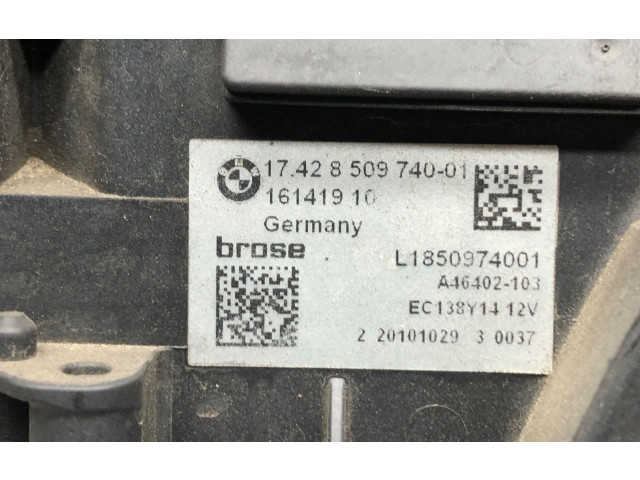 BMW
17.42 8 509 740-01
161419 10
Germany
brose
L1850974001
A46402-103
EC138Y14 12V
2 20101029 3 0037